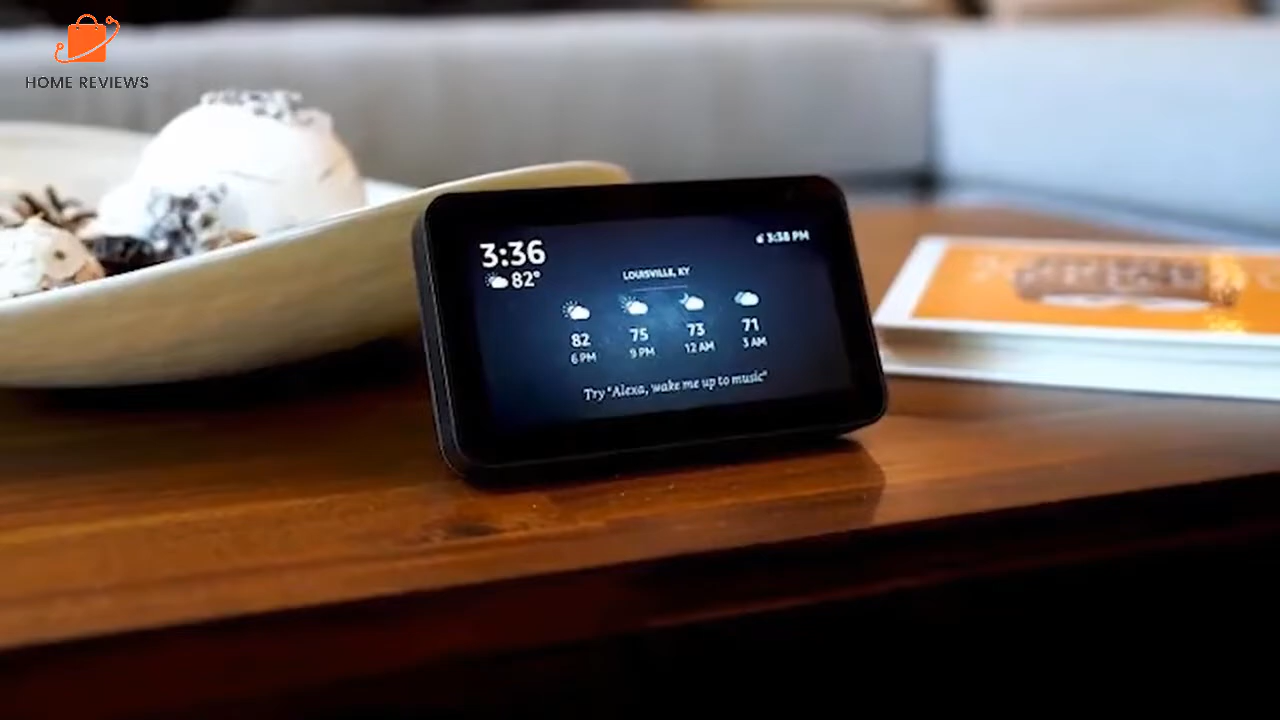 HOME REVIEWS
3:36
3:38 PM
82°
LOUISVILLE, KY
82 75 73 71
6 PM 9 PM 12 AM 3 AM
Try "Alexa, wake me up to music"